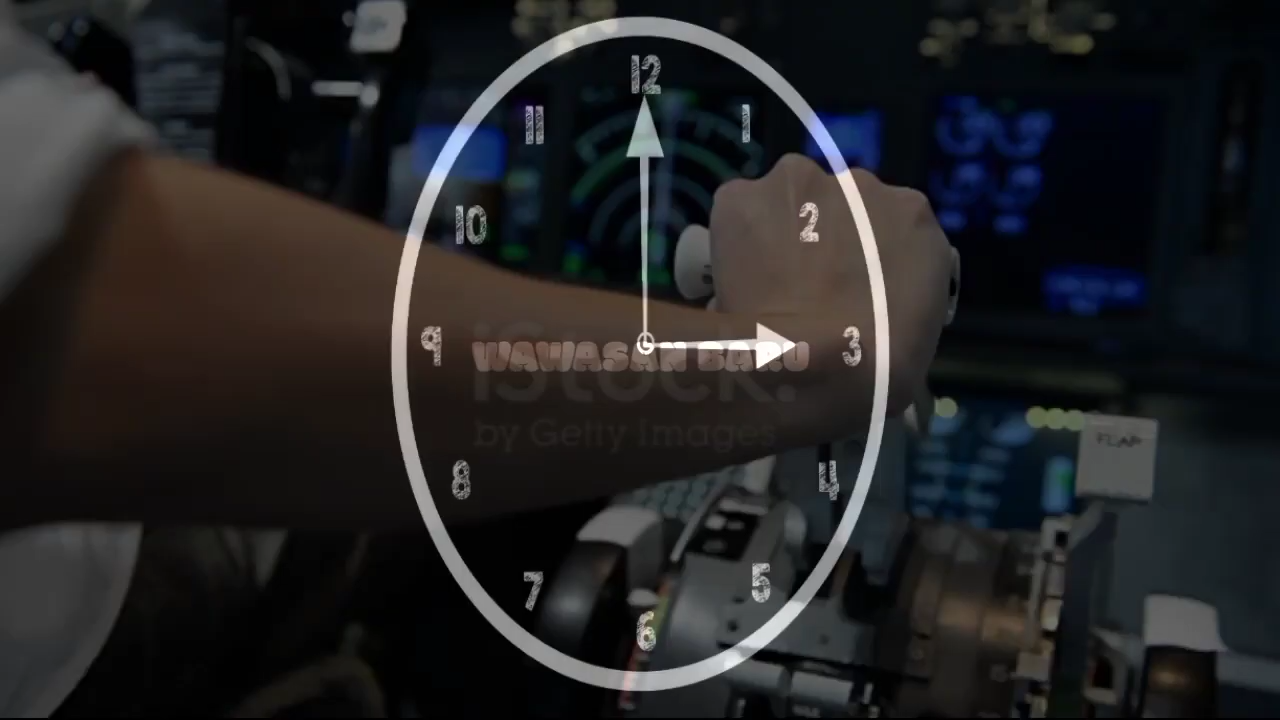 12
11 1
10 2
9 3
WAWASAN BARU
iStock.
by Getty Images
8 4
FLAP
7 5
6